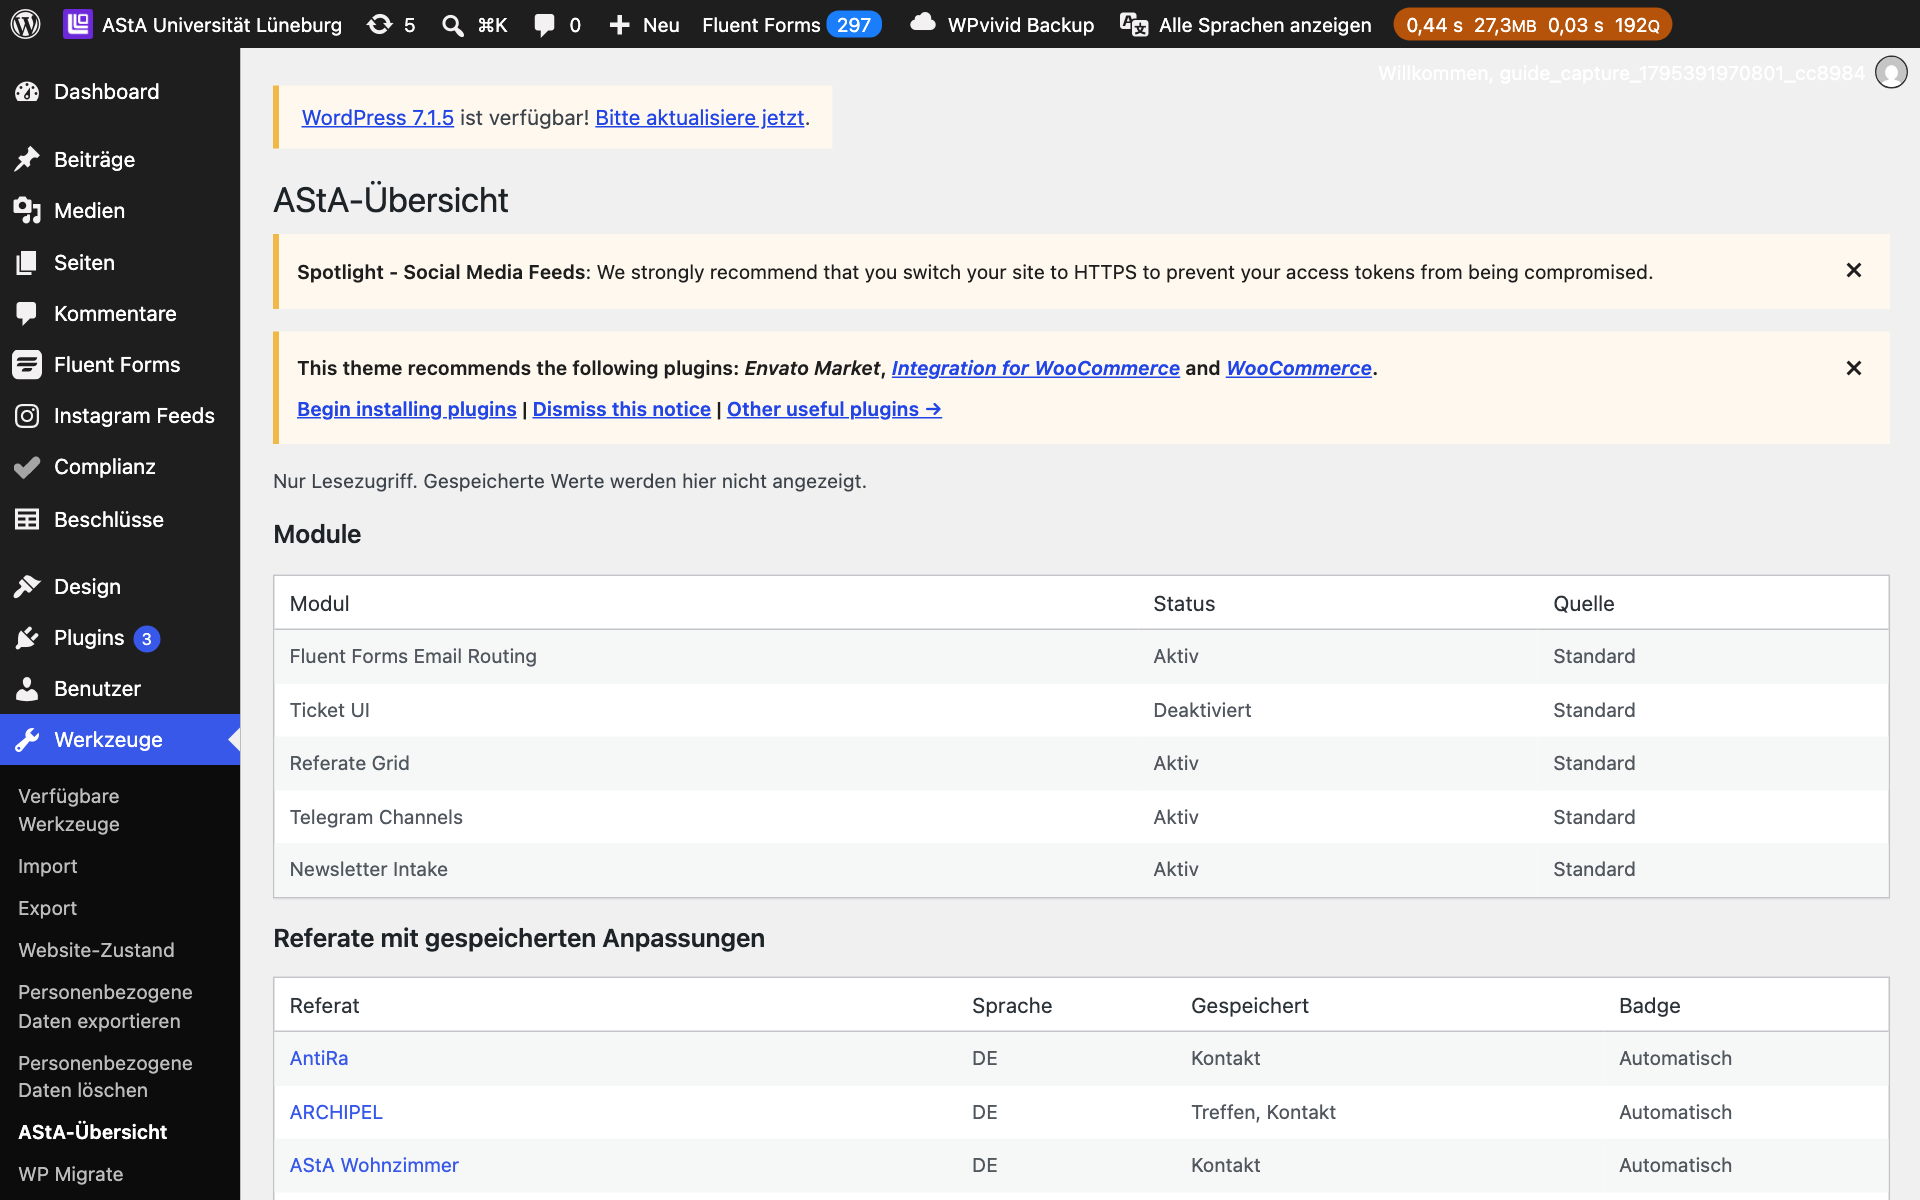 AStA Universität Lüneburg 5 ⌘K 0 Neu Fluent Forms 297 WPvivid Backup Alle Sprachen anzeigen 0,44 s 27,3MB 0,03 s 192Q
Willkommen, guide_capture_1795391970801_cc8984
Dashboard
Beiträge
Medien
Seiten
Kommentare
Fluent Forms
Instagram Feeds
Complianz
Beschlüsse
Design
Plugins 3
Benutzer
Werkzeuge
Verfügbare
Werkzeuge
Import
Export
Website-Zustand
Personenbezogene
Daten exportieren
Personenbezogene
Daten löschen
AStA-Übersicht
WP Migrate
WordPress 7.1.5 ist verfügbar! Bitte aktualisiere jetzt.
AStA-Übersicht
Spotlight - Social Media Feeds: We strongly recommend that you switch your site to HTTPS to prevent your access tokens from being compromised.
This theme recommends the following plugins: Envato Market, Integration for WooCommerce and WooCommerce.
Begin installing plugins | Dismiss this notice | Other useful plugins →
Nur Lesezugriff. Gespeicherte Werte werden hier nicht angezeigt.
Module
Modul Status Quelle
Fluent Forms Email Routing Aktiv Standard
Ticket UI Deaktiviert Standard
Referate Grid Aktiv Standard
Telegram Channels Aktiv Standard
Newsletter Intake Aktiv Standard
Referate mit gespeicherten Anpassungen
Referat Sprache Gespeichert Badge
AntiRa DE Kontakt Automatisch
ARCHIPEL DE Treffen, Kontakt Automatisch
AStA Wohnzimmer DE Kontakt Automatisch